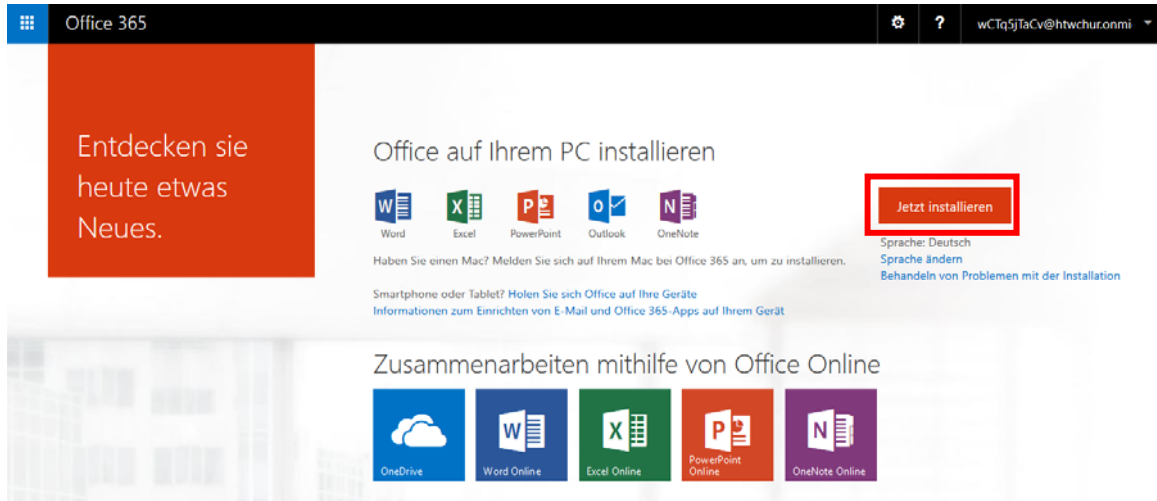 Office 365
?
wCTq5jTaCv@htwchur.onmi
Entdecken sie
heute etwas
Neues.
Office auf Ihrem PC installieren
Word Excel PowerPoint Outlook OneNote
Jetzt installieren
Haben Sie einen Mac? Melden Sie sich auf Ihrem Mac bei Office 365 an, um zu installieren.
Sprache: Deutsch
Sprache ändern
Behandeln von Problemen mit der Installation
Smartphone oder Tablet? Holen Sie sich Office auf Ihre Geräte
Informationen zum Einrichten von E-Mail und Office 365-Apps auf Ihrem Gerät
Zusammenarbeiten mithilfe von Office Online
OneDrive
Word Online
Excel Online
PowerPoint
Online
OneNote Online